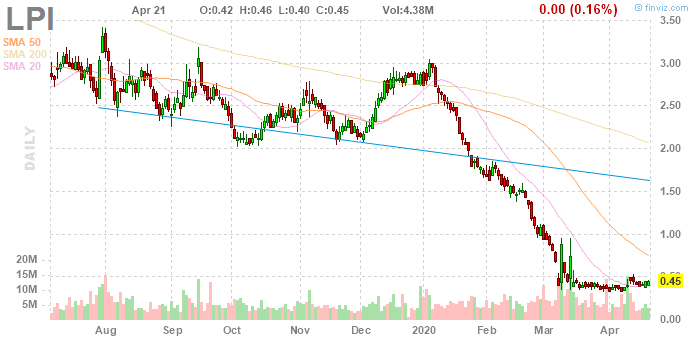 LPI
Apr 21 O:0.42 H:0.46 L:0.40 C:0.45 Vol:4.38M 0.00 (0.16%)
© finviz.com
SMA 50
SMA 200
SMA 20
DAILY
3.50
3.00
2.50
2.00
1.50
1.00
0.45
20M
15M
10M
5M
Aug Sep Oct Nov Dec 2020 Feb Mar Apr